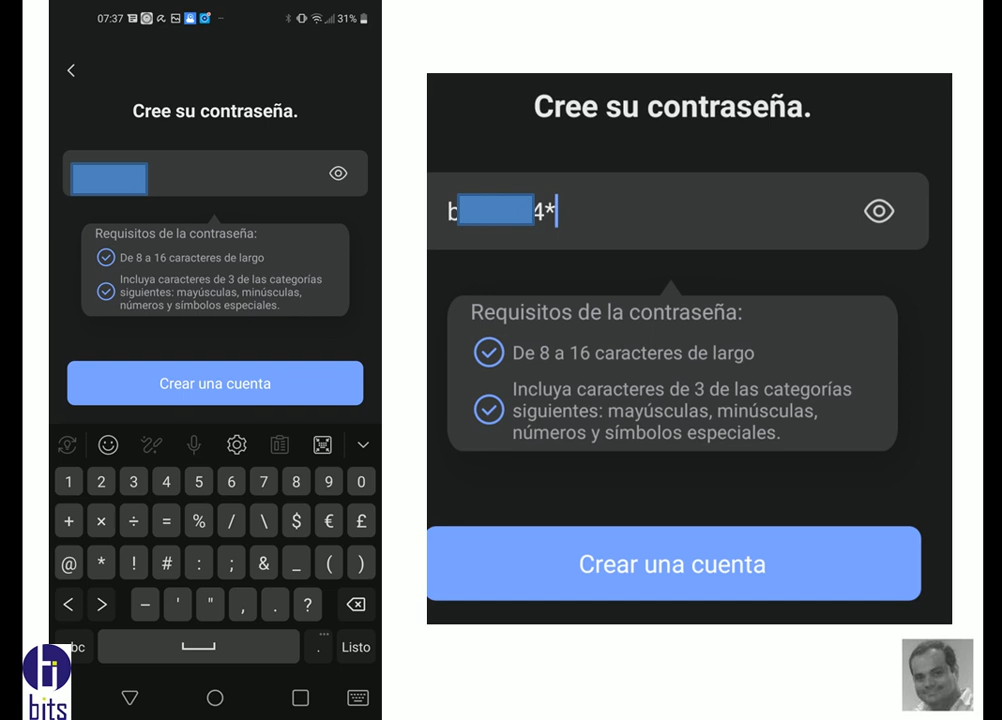 07:37
31%
Cree su contraseña.
Requisitos de la contraseña:
De 8 a 16 caracteres de largo
Incluya caracteres de 3 de las categorías
siguientes: mayúsculas, minúsculas,
números y símbolos especiales.
Crear una cuenta
1 2 3 4 5 6 7 8 9 0
+ × ÷ = % / \ $ € £
@ * ! # : ; & _ ( )
< > – ' " , . ?
bc . Listo
bits
Cree su contraseña.
b 4*
Requisitos de la contraseña:
De 8 a 16 caracteres de largo
Incluya caracteres de 3 de las categorías
siguientes: mayúsculas, minúsculas,
números y símbolos especiales.
Crear una cuenta